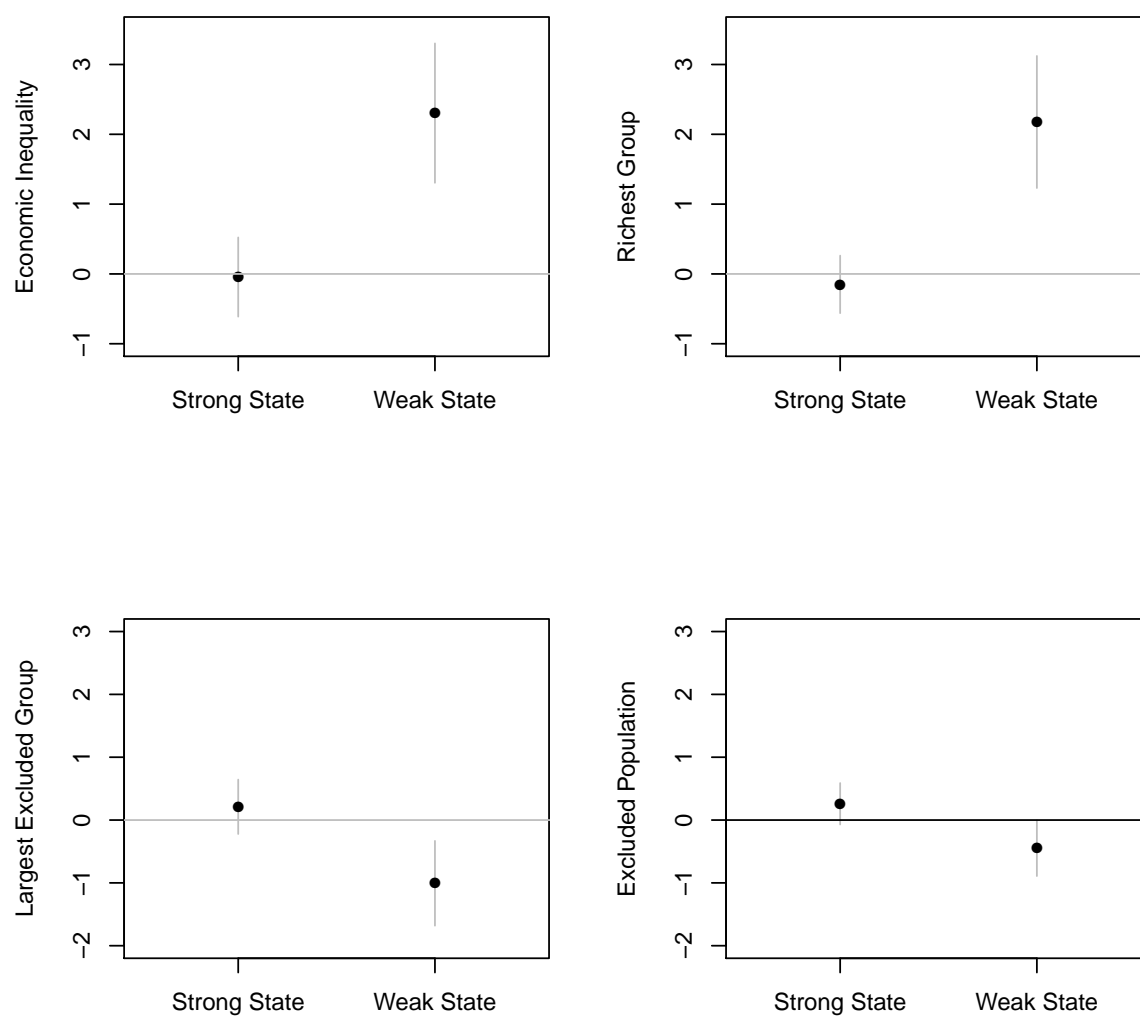 Economic Inequality
3
2
1
0
−1
Strong State Weak State
Richest Group
3
2
1
0
−1
Strong State Weak State
Largest Excluded Group
3
2
1
0
−1
−2
Strong State Weak State
Excluded Population
3
2
1
0
−1
−2
Strong State Weak State